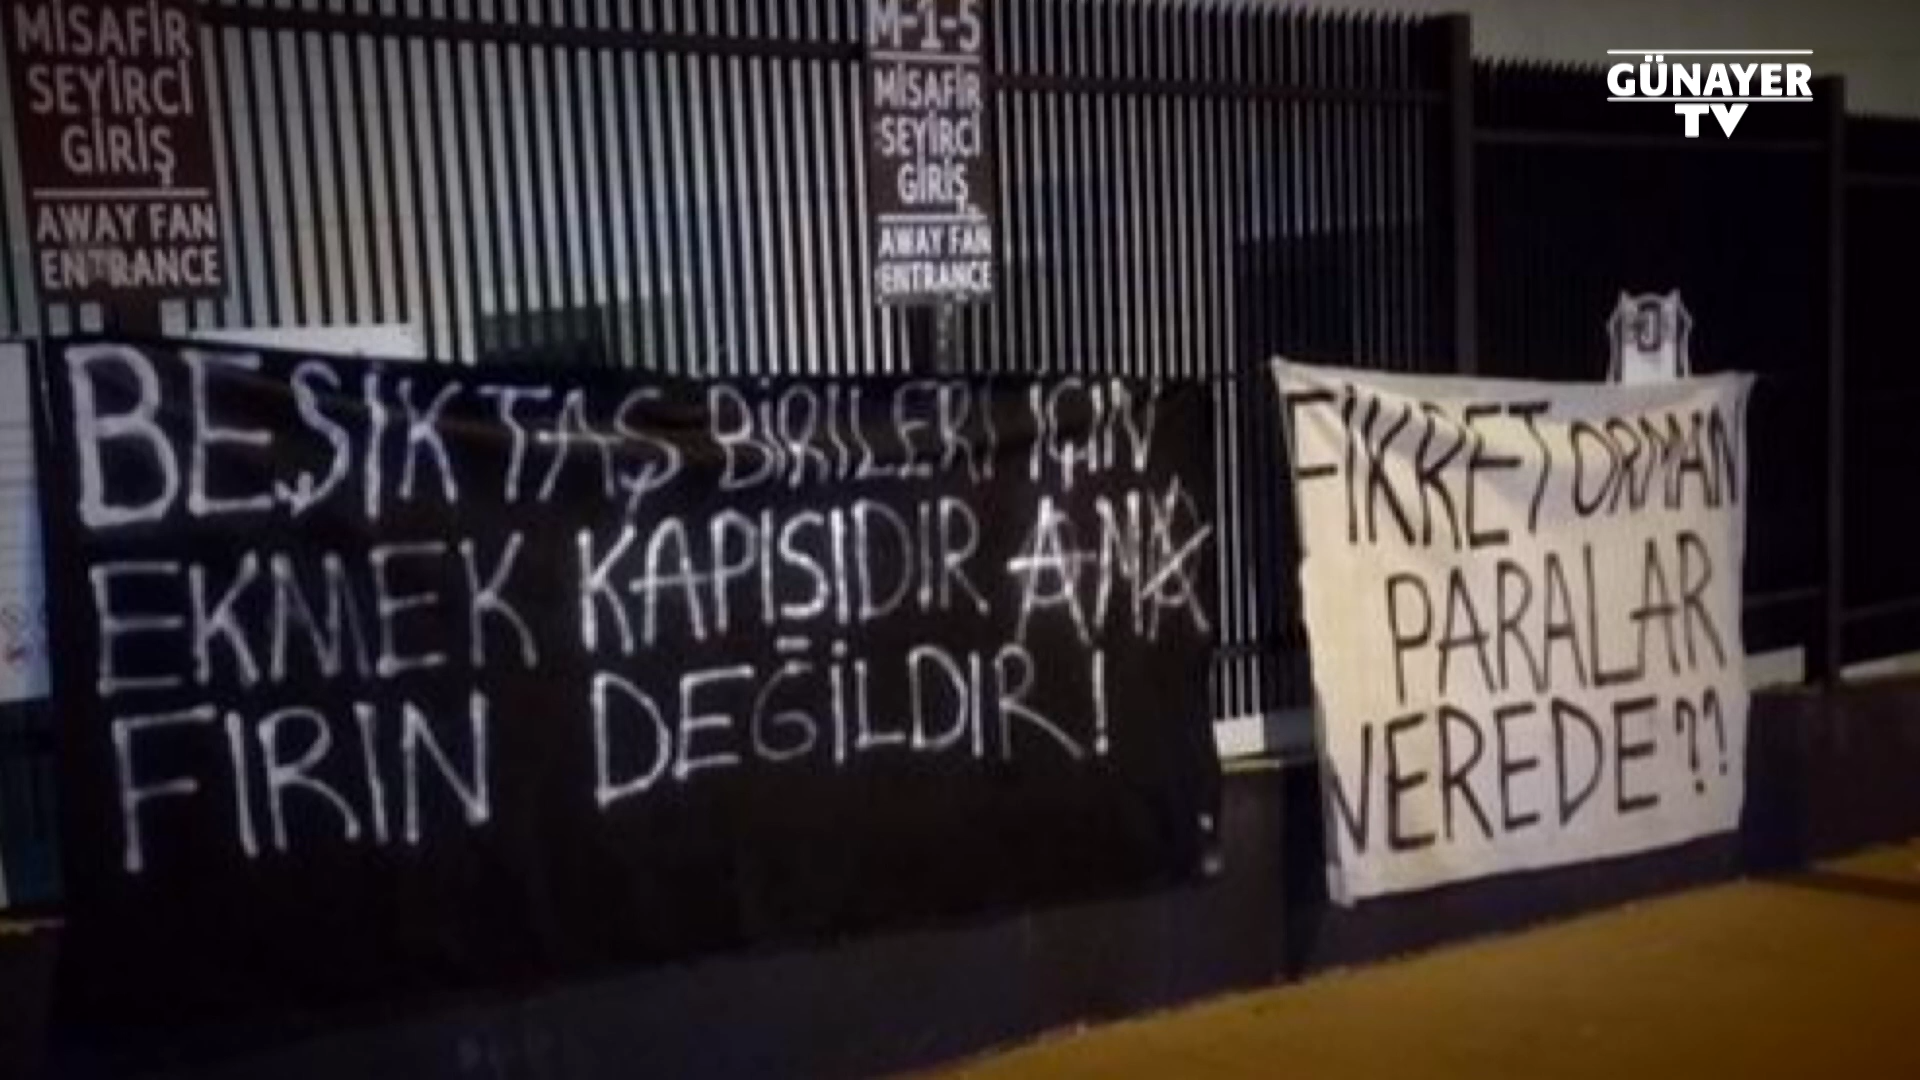 MİSAFİR
SEYİRCİ
GİRİŞ
AWAY FAN
ENTRANCE
M-1-5
MİSAFİR
SEYİRCİ
GİRİŞ
AWAY FAN
ENTRANCE
GÜNAYER
TV
BEŞİKTAŞ BİRİLERİ İÇİN
EKMEK KAPISIDIR ANA
FIRIN DEĞİLDİR!
FİKRET ORMAN
PARALAR
NEREDE??